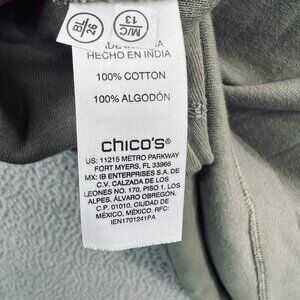 BL
26
M/C
13
HECHO EN INDIA
100% COTTON
100% ALGODÓN
chico's®
US: 11215 METRO PARKWAY
FORT MYERS, FL 33966
MX: IB ENTERPRISES S.A. DE
C.V. CALZADA DE LOS
LEONES NO. 170, PISO 1, LOS
ALPES, ÁLVARO OBREGÓN,
C.P. 01010, CIUDAD DE
MÉXICO, MÉXICO. RFC:
IEN1701241PA